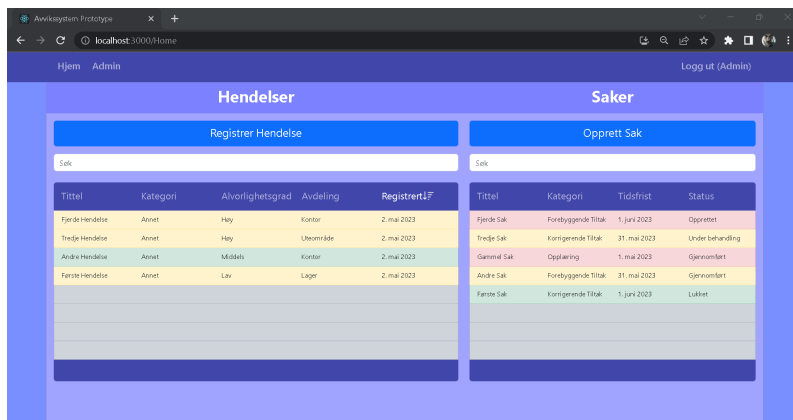 Avvikssystem Prototype
localhost:3000/Home
Hjem Admin Logg ut (Admin)
Hendelser
Registrer Hendelse
Søk
Tittel Kategori Alvorlighetsgrad Avdeling Registrert
Fjerde Hendelse Annet Høy Kontor 2. mai 2023
Tredje Hendelse Annet Høy Uteområde 2. mai 2023
Andre Hendelse Annet Middels Kontor 2. mai 2023
Første Hendelse Annet Lav Lager 2. mai 2023
Saker
Opprett Sak
Søk
Tittel Kategori Tidsfrist Status
Fjerde Sak Forebyggende Tiltak 1. juni 2023 Opprettet
Tredje Sak Korrigerende Tiltak 31. mai 2023 Under behandling
Gammel Sak Opplæring 1. mai 2023 Gjennomført
Andre Sak Forebyggende Tiltak 31. mai 2023 Gjennomført
Første Sak Korrigerende Tiltak 1. juni 2023 Lukket